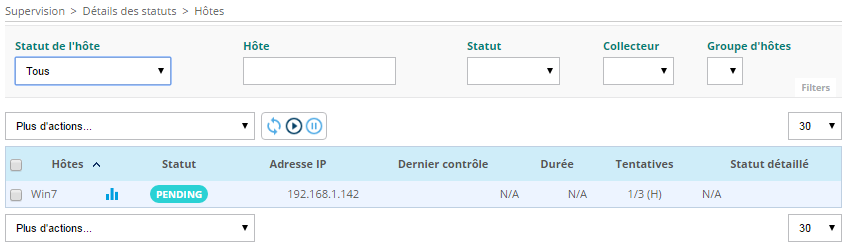 Supervision > Détails des statuts > Hôtes
Statut de l'hôte Hôte Statut Collecteur Groupe d'hôtes
Tous
Filters
Plus d'actions... 30
Hôtes Statut Adresse IP Dernier contrôle Durée Tentatives Statut détaillé
Win7 PENDING 192.168.1.142 N/A N/A 1/3 (H) N/A
Plus d'actions... 30